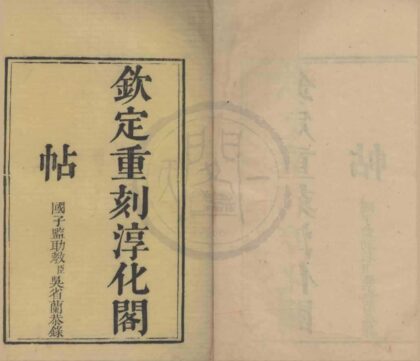 欽定重刻淳化閣
帖
國子監助教臣吳省蘭恭錄